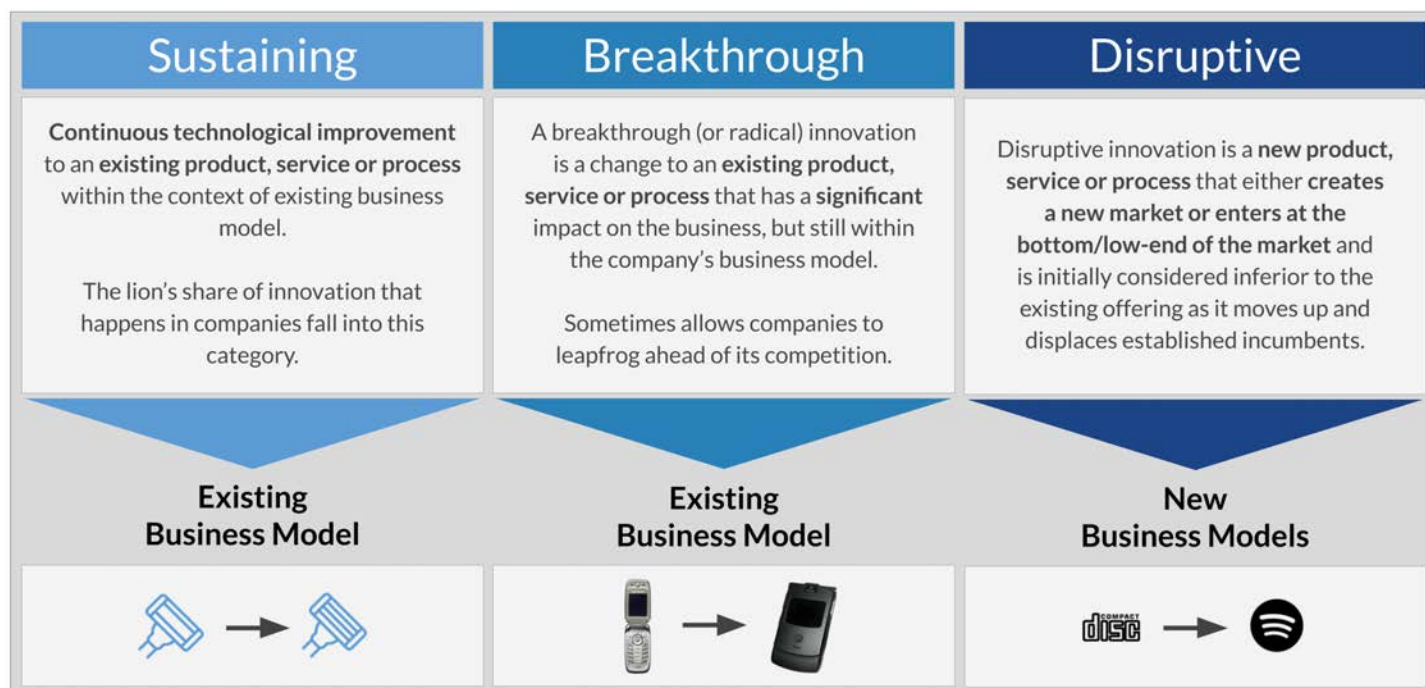 Sustaining
Continuous technological improvement
to an existing product, service or process
within the context of existing business
model.
The lion's share of innovation that
happens in companies fall into this
category.
Existing
Business Model
Breakthrough
A breakthrough (or radical) innovation
is a change to an existing product,
service or process that has a significant
impact on the business, but still within
the company's business model.
Sometimes allows companies to
leapfrog ahead of its competition.
Existing
Business Model
Disruptive
Disruptive innovation is a new product,
service or process that either creates
a new market or enters at the
bottom/low-end of the market and
is initially considered inferior to the
existing offering as it moves up and
displaces established incumbents.
New
Business Models
COMPACT
disc